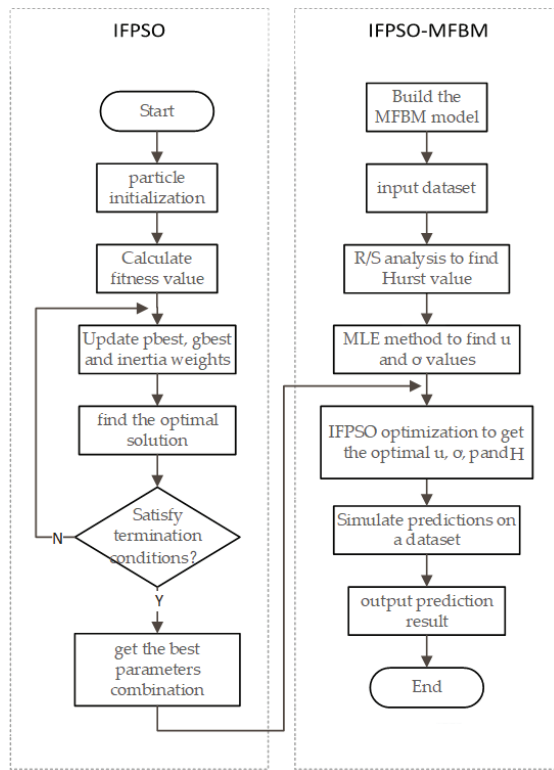 IFPSO
Start
particle
initialization
Calculate
fitness value
Update pbest, gbest
and inertia weights
find the optimal
solution
Satisfy
termination
conditions?
N
Y
get the best
parameters
combination
IFPSO-MFBM
Build the
MFBM model
input dataset
R/S analysis to find
Hurst value
MLE method to find u
and σ values
IFPSO optimization to get
the optimal u, σ, pand H
Simulate predictions on
a dataset
output prediction
result
End